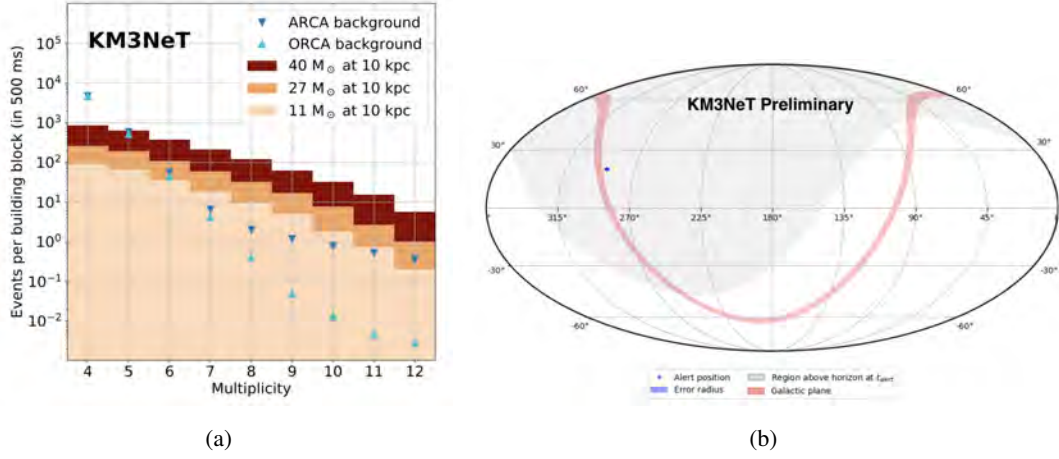 KM3NeT
ARCA background
ORCA background
40 M⊙ at 10 kpc
27 M⊙ at 10 kpc
11 M⊙ at 10 kpc
Events per building block (in 500 ms)
10⁵
10⁴
10³
10²
10¹
10⁰
10⁻¹
10⁻²
4 5 6 7 8 9 10 11 12
Multiplicity
(a)
KM3NeT Preliminary
60° 60°
30° 30°
315° 270° 225° 180° 135° 90° 45°
-30° -30°
-60° -60°
Alert position
Error radius
Region above horizon at t_alert
Galactic plane
(b)